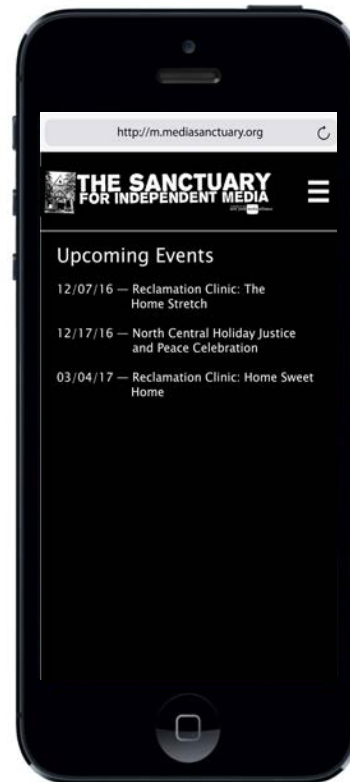 http://m.mediasanctuary.org
THE SANCTUARY
FOR INDEPENDENT MEDIA
Upcoming Events
12/07/16 — Reclamation Clinic: The
Home Stretch
12/17/16 — North Central Holiday Justice
and Peace Celebration
03/04/17 — Reclamation Clinic: Home Sweet
Home